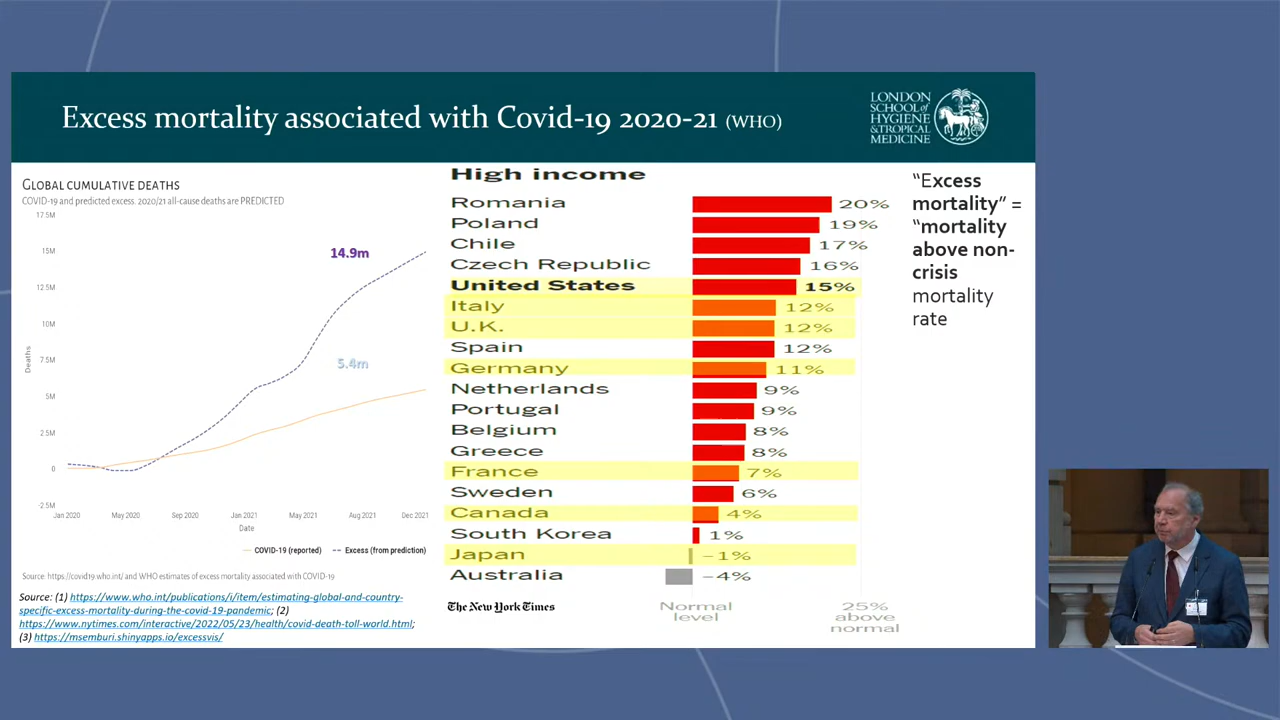 Excess mortality associated with Covid-19 2020-21 (WHO)
LONDON
SCHOOL of
HYGIENE
& TROPICAL
MEDICINE
GLOBAL CUMULATIVE DEATHS
COVID-19 and predicted excess. 2020/21 all-cause deaths are PREDICTED
17.5M
15M
12.5M
10M
7.5M
5M
2.5M
0
-2.5M
Deaths
14.9m
5.4m
Jan 2020 May 2020 Sep 2020 Jan 2021 May 2021 Aug 2021 Dec 2021
Date
COVID-19 (reported) Excess (from prediction)
Source: https://covid19.who.int/ and WHO estimates of excess mortality associated with COVID-19
Source: (1) https://www.who.int/publications/i/item/estimating-global-and-country-
specific-excess-mortality-during-the-covid-19-pandemic; (2)
https://www.nytimes.com/interactive/2022/05/23/health/covid-death-toll-world.html;
(3) https://msemburi.shinyapps.io/excessvis/
High income
Romania 20%
Poland 19%
Chile 17%
Czech Republic 16%
United States 15%
Italy 12%
U.K. 12%
Spain 12%
Germany 11%
Netherlands 9%
Portugal 9%
Belgium 8%
Greece 8%
France 7%
Sweden 6%
Canada 4%
South Korea 1%
Japan −1%
Australia −4%
The New York Times
Normal
level
25%
above
normal
“Excess
mortality” =
“mortality
above non-
crisis
mortality
rate